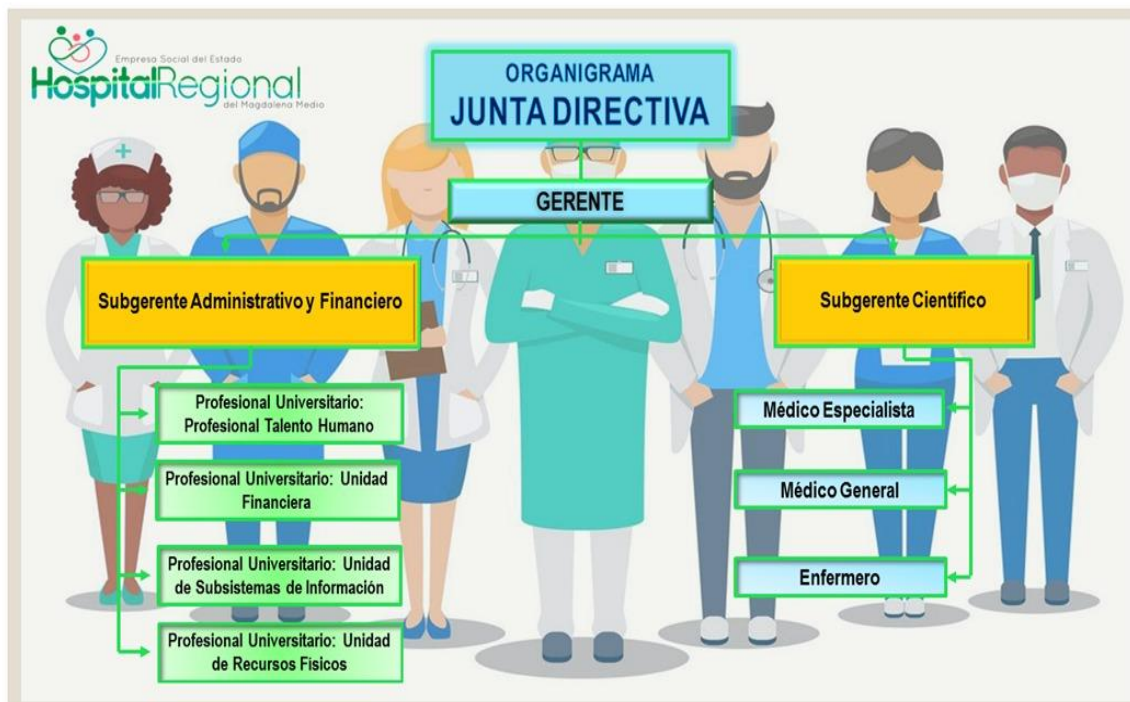 Empresa Social del Estado
HospitalRegional
del Magdalena Medio
ORGANIGRAMA
JUNTA DIRECTIVA
GERENTE
Subgerente Administrativo y Financiero
Subgerente Científico
Profesional Universitario:
Profesional Talento Humano
Profesional Universitario: Unidad
Financiera
Profesional Universitario: Unidad
de Subsistemas de Información
Profesional Universitario: Unidad
de Recursos Físicos
Médico Especialista
Médico General
Enfermero